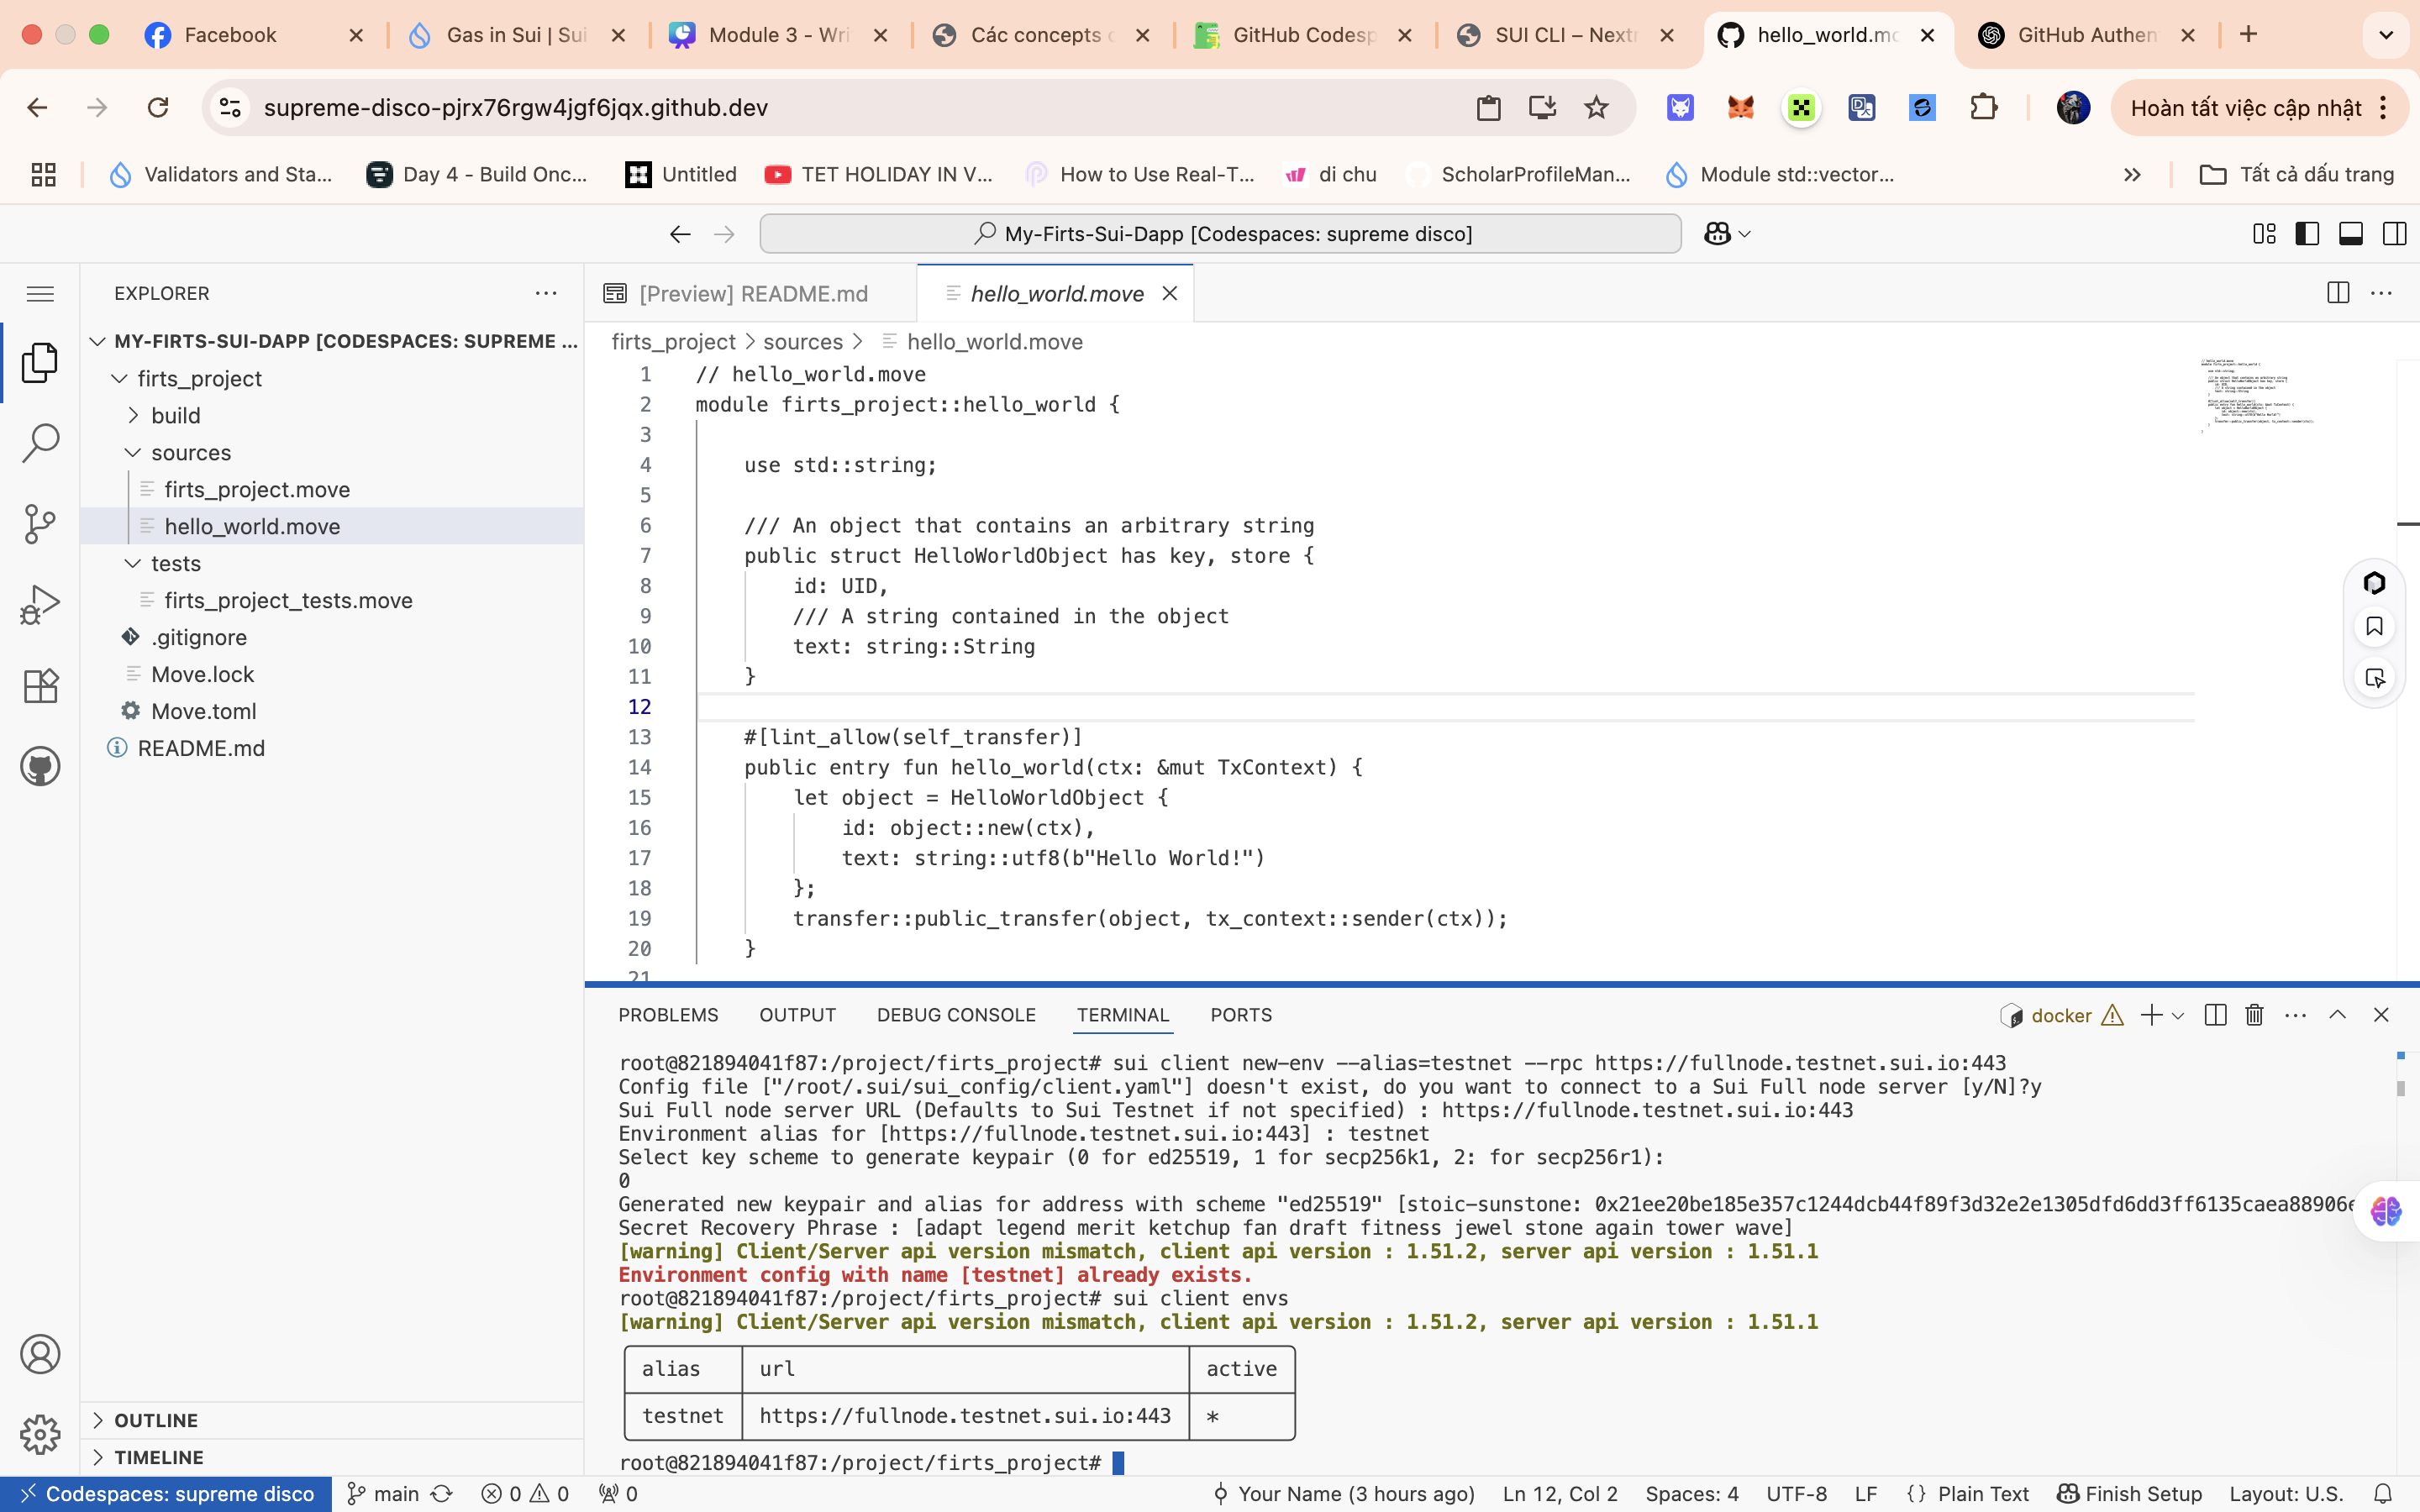 Facebook
Gas in Sui | Sui
Module 3 - Wri
Các concepts c
GitHub Codesp
SUI CLI – Nextr
hello_world.mo
GitHub Authen
supreme-disco-pjrx76rgw4jgf6jqx.github.dev
Hoàn tất việc cập nhật
Validators and Sta...
Day 4 - Build Onc...
Untitled
TET HOLIDAY IN V...
How to Use Real-T...
di chu
ScholarProfileMan...
Module std::vector...
Tất cả dấu trang
My-Firts-Sui-Dapp [Codespaces: supreme disco]
EXPLORER
MY-FIRTS-SUI-DAPP [CODESPACES: SUPREME ...
firts_project
build
sources
firts_project.move
hello_world.move
tests
firts_project_tests.move
.gitignore
Move.lock
Move.toml
README.md
OUTLINE
TIMELINE
[Preview] README.md
hello_world.move
firts_project > sources > hello_world.move
1 // hello_world.move
2 module firts_project::hello_world {
3
4 use std::string;
5
6 /// An object that contains an arbitrary string
7 public struct HelloWorldObject has key, store {
8 id: UID,
9 /// A string contained in the object
10 text: string::String
11 }
12
13 #[lint_allow(self_transfer)]
14 public entry fun hello_world(ctx: &mut TxContext) {
15 let object = HelloWorldObject {
16 id: object::new(ctx),
17 text: string::utf8(b"Hello World!")
18 };
19 transfer::public_transfer(object, tx_context::sender(ctx));
20 }
21
PROBLEMS OUTPUT DEBUG CONSOLE TERMINAL PORTS
docker
root@821894041f87:/project/firts_project# sui client new-env --alias=testnet --rpc https://fullnode.testnet.sui.io:443
Config file ["/root/.sui/sui_config/client.yaml"] doesn't exist, do you want to connect to a Sui Full node server [y/N]?y
Sui Full node server URL (Defaults to Sui Testnet if not specified) : https://fullnode.testnet.sui.io:443
Environment alias for [https://fullnode.testnet.sui.io:443] : testnet
Select key scheme to generate keypair (0 for ed25519, 1 for secp256k1, 2: for secp256r1):
0
Generated new keypair and alias for address with scheme "ed25519" [stoic-sunstone: 0x21ee20be185e357c1244dcb44f89f3d32e2e1305dfd6dd3ff6135caea88906e
Secret Recovery Phrase : [adapt legend merit ketchup fan draft fitness jewel stone again tower wave]
[warning] Client/Server api version mismatch, client api version : 1.51.2, server api version : 1.51.1
Environment config with name [testnet] already exists.
root@821894041f87:/project/firts_project# sui client envs
[warning] Client/Server api version mismatch, client api version : 1.51.2, server api version : 1.51.1
alias url active
testnet https://fullnode.testnet.sui.io:443 *
root@821894041f87:/project/firts_project#
Codespaces: supreme disco main 0 0 0 Your Name (3 hours ago) Ln 12, Col 2 Spaces: 4 UTF-8 LF {} Plain Text Finish Setup Layout: U.S.